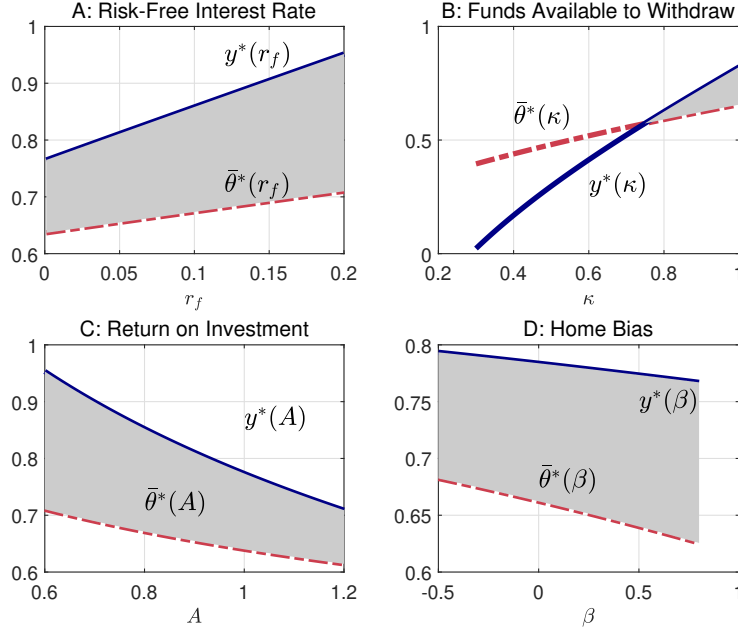 A: Risk-Free Interest Rate
1
0.9
0.8
0.7
0.6
y*(r_f)
θ̄*(r_f)
0
0.05
0.1
0.15
0.2
r_f
B: Funds Available to Withdraw
1
0.5
0
θ̄*(κ)
y*(κ)
0.2
0.4
0.6
0.8
1
κ
C: Return on Investment
1
0.9
0.8
0.7
0.6
y*(A)
θ̄*(A)
0.6
0.8
1
1.2
A
D: Home Bias
0.8
0.75
0.7
0.65
0.6
y*(β)
θ̄*(β)
-0.5
0
0.5
1
β